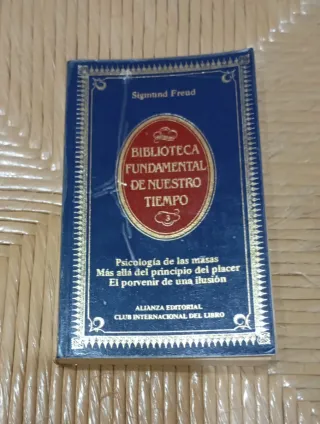 Sigmund Freud
BIBLIOTECA
FUNDAMENTAL
DE NUESTRO
TIEMPO
3
Psicología de las masas
Más allá del principio del placer
El porvenir de una ilusión
ALIANZA EDITORIAL
CLUB INTERNACIONAL DEL LIBRO